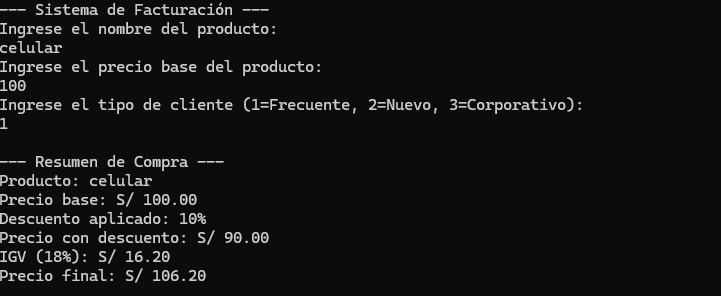 --- Sistema de Facturación ---
Ingrese el nombre del producto:
celular
Ingrese el precio base del producto:
100
Ingrese el tipo de cliente (1=Frecuente, 2=Nuevo, 3=Corporativo):
1

--- Resumen de Compra ---
Producto: celular
Precio base: S/ 100.00
Descuento aplicado: 10%
Precio con descuento: S/ 90.00
IGV (18%): S/ 16.20
Precio final: S/ 106.20